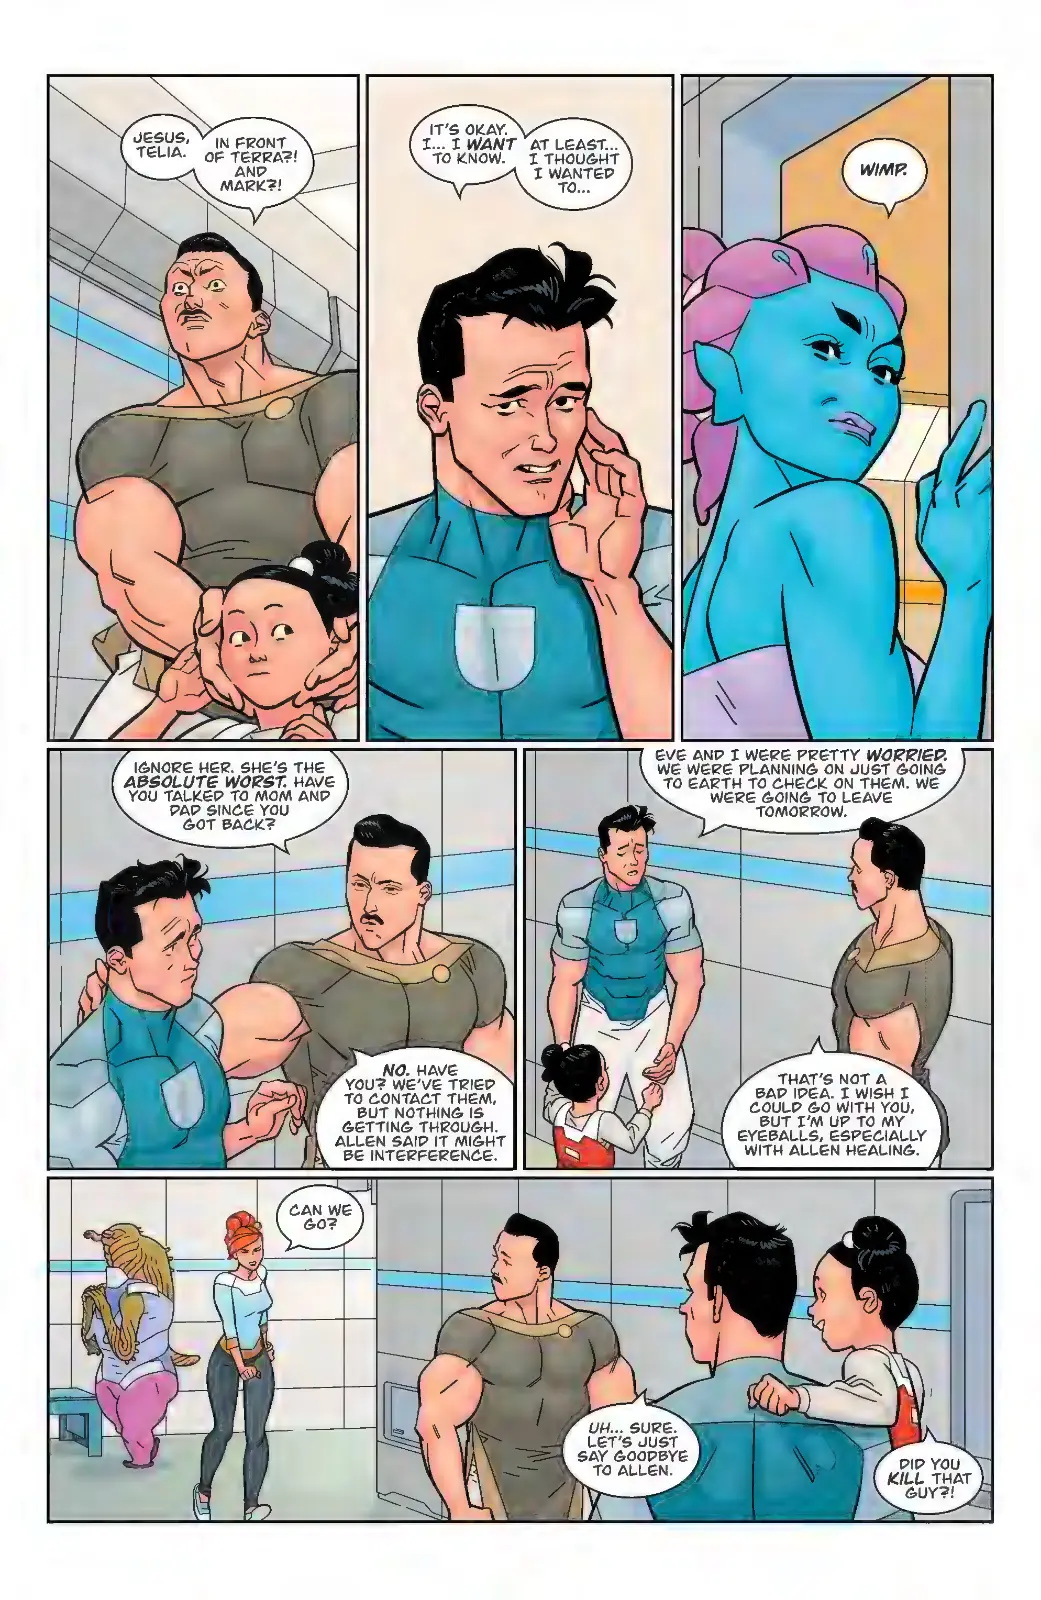 JESUS,
TELIA.
IN FRONT
OF TERRA?!
AND
MARK?!
IT'S OKAY.
I... I WANT
TO KNOW.
AT LEAST...
I THOUGHT
I WANTED
TO...
WIMP.
IGNORE HER. SHE'S THE
ABSOLUTE WORST. HAVE
YOU TALKED TO MOM AND
DAD SINCE YOU
GOT BACK?
NO. HAVE
YOU? WE'VE TRIED
TO CONTACT THEM,
BUT NOTHING IS
GETTING THROUGH.
ALLEN SAID IT MIGHT
BE INTERFERENCE.
EVE AND I WERE PRETTY WORRIED.
WE WERE PLANNING ON JUST GOING
TO EARTH TO CHECK ON THEM. WE
WERE GOING TO LEAVE
TOMORROW.
THAT'S NOT A
BAD IDEA. I WISH I
COULD GO WITH YOU,
BUT I'M UP TO MY
EYEBALLS, ESPECIALLY
WITH ALLEN HEALING.
CAN WE
GO?
UH... SURE.
LET'S JUST
SAY GOODBYE
TO ALLEN.
DID YOU
KILL THAT
GUY?!